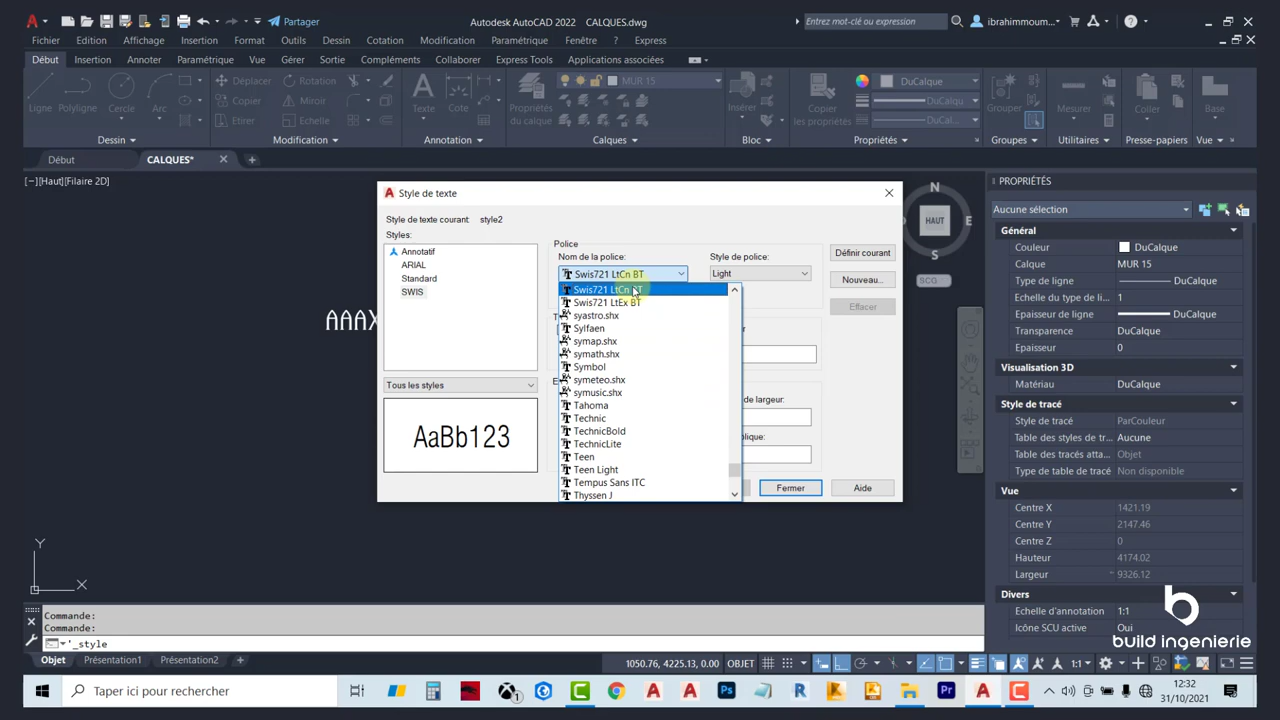 Partager
Autodesk AutoCAD 2022 CALQUES.dwg
Entrez mot-clé ou expression
ibrahimmoum...
Fichier Edition Affichage Insertion Format Outils Dessin Cotation Modification Paramétrique Fenêtre ? Express
Début Insertion Annoter Paramétrique Vue Gérer Sortie Compléments Collaborer Express Tools Applications associées
Ligne Polyligne Cercle Arc
Déplacer Rotation
Copier Miroir
Etirer Echelle
Texte Cote
Propriétés du calque
MUR 15
Insérer
Copier les propriétés
DuCalque
DuCalque
DuCal...
Grouper
Mesurer
Coller
Base
Dessin Modification Annotation Calques Bloc Propriétés Groupes Utilitaires Presse-papiers Vue
Début CALQUES*
[−][Haut][Filaire 2D]
AAAX
N
HAUT
E
S
SCG
Style de texte
Style de texte courant: style2
Styles:
Annotatif
ARIAL
Standard
SWIS
Tous les styles
AaBb123
Police
Nom de la police:
Swis721 LtCn BT
Style de police:
Light
Swis721 LtCn BT
Swis721 LtEx BT
syastro.shx
Sylfaen
symap.shx
symath.shx
Symbol
symeteo.shx
symusic.shx
Tahoma
Technic
TechnicBold
TechnicLite
Teen
Teen Light
Tempus Sans ITC
Thyssen J
de largeur:
plique:
Définir courant
Nouveau...
Effacer
Fermer
Aide
PROPRIÉTÉS
Aucune sélection
Général
Couleur DuCalque
Calque MUR 15
Type de ligne DuCalque
Echelle du type de ligne 1
Epaisseur de ligne DuCalque
Transparence DuCalque
Epaisseur 0
Visualisation 3D
Matériau DuCalque
Style de tracé
Style de tracé ParCouleur
Table des styles de tr... Aucune
Table des tracés atta... Objet
Type de table de tracé Non disponible
Vue
Centre X 1421.19
Centre Y 2147.46
Centre Z 0
Hauteur 4174.02
Largeur 9326.12
Divers
Echelle d'annotation 1:1
Icône SCU active Oui
build ingenierie
Y
X
Commande:
Commande:
'_style
Objet Présentation1 Présentation2
1050.76, 4225.13, 0.00 OBJET
1:1
Taper ici pour rechercher
12:32
31/10/2021